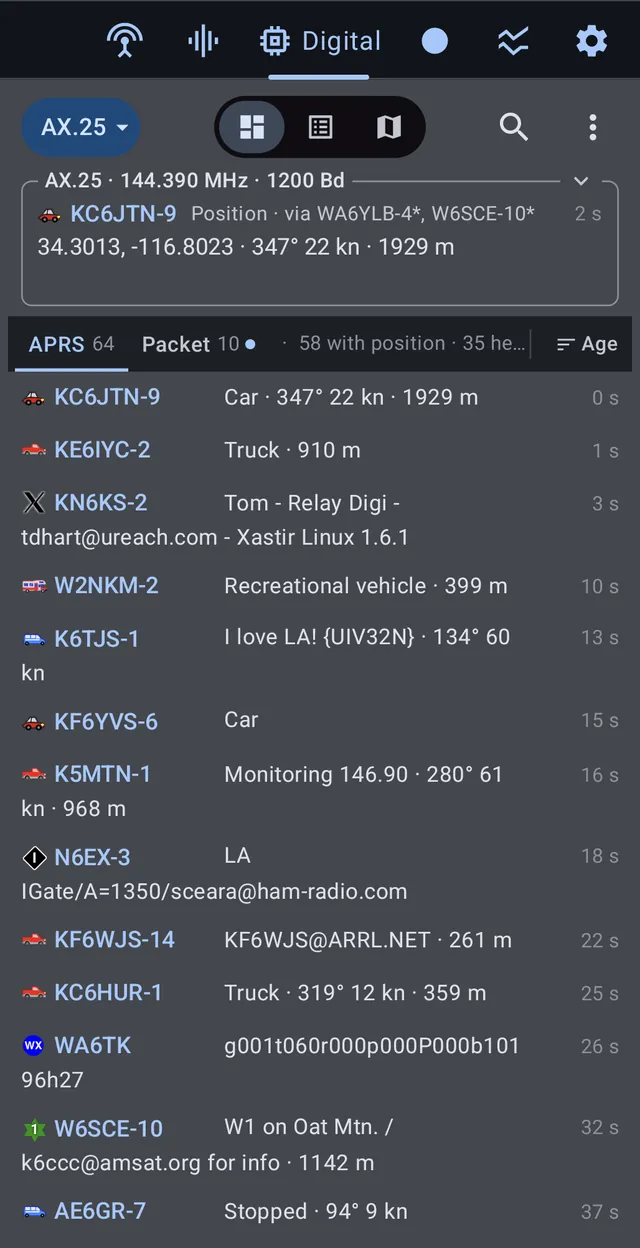 Digital
AX.25
AX.25 · 144.390 MHz · 1200 Bd
KC6JTN-9 Position · via WA6YLB-4*, W6SCE-10* 2 s
34.3013, -116.8023 · 347° 22 kn · 1929 m
APRS 64 Packet 10 · 58 with position · 35 he… Age
KC6JTN-9 Car · 347° 22 kn · 1929 m 0 s
KE6IYC-2 Truck · 910 m 1 s
X KN6KS-2 Tom - Relay Digi - 3 s
tdhart@ureach.com - Xastir Linux 1.6.1
W2NKM-2 Recreational vehicle · 399 m 10 s
K6TJS-1 I love LA! {UIV32N} · 134° 60 13 s
kn
KF6YVS-6 Car 15 s
K5MTN-1 Monitoring 146.90 · 280° 61 16 s
kn · 968 m
I N6EX-3 LA 18 s
IGate/A=1350/sceara@ham-radio.com
KF6WJS-14 KF6WJS@ARRL.NET · 261 m 22 s
KC6HUR-1 Truck · 319° 12 kn · 359 m 25 s
WX WA6TK g001t060r000p000P000b101 26 s
96h27
1 W6SCE-10 W1 on Oat Mtn. / 32 s
k6ccc@amsat.org for info · 1142 m
AE6GR-7 Stopped · 94° 9 kn 37 s